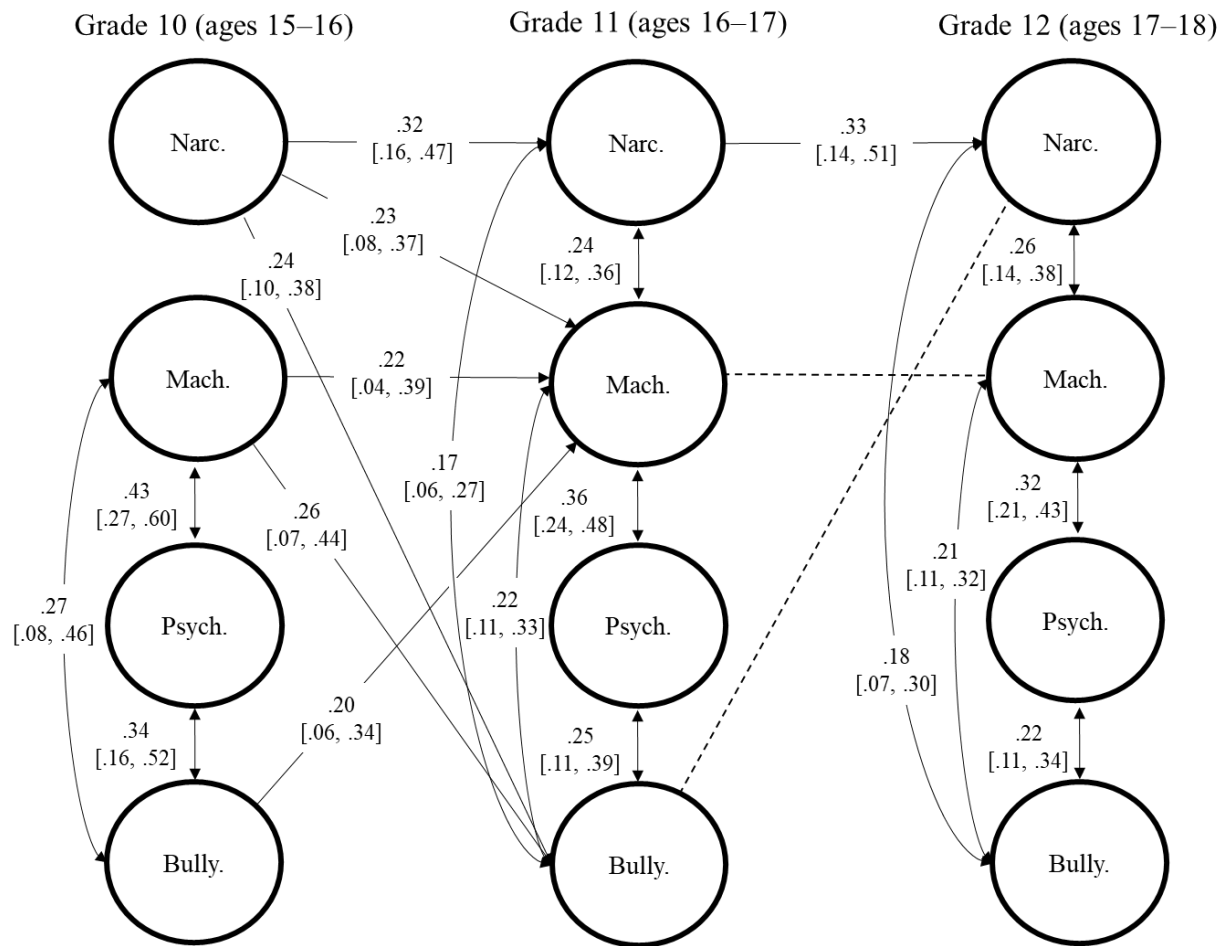 Grade 10 (ages 15–16)
Grade 11 (ages 16–17)
Grade 12 (ages 17–18)
Narc.
.32
[.16, .47]
Narc.
.33
[.14, .51]
Narc.
.23
[.08, .37]
.24
[.10, .38]
.24
[.12, .36]
.26
[.14, .38]
Mach.
.22
[.04, .39]
Mach.
Mach.
.43
[.27, .60]
.26
[.07, .44]
.17
[.06, .27]
.36
[.24, .48]
.32
[.21, .43]
.21
[.11, .32]
.27
[.08, .46]
Psych.
.22
[.11, .33]
Psych.
Psych.
.18
[.07, .30]
.34
[.16, .52]
.20
[.06, .34]
.25
[.11, .39]
.22
[.11, .34]
Bully.
Bully.
Bully.